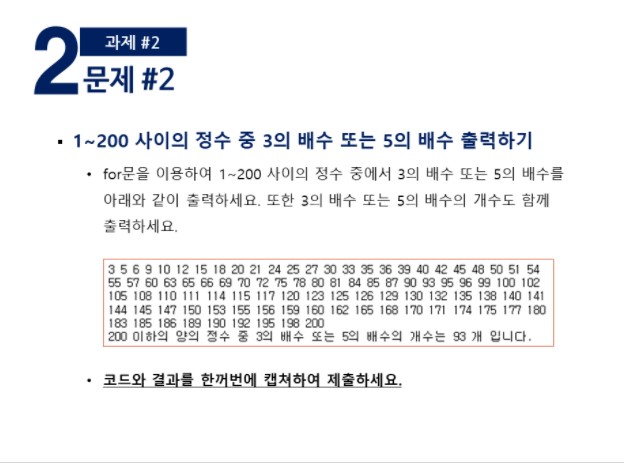 2
과제 #2
문제 #2
▪ 1~200 사이의 정수 중 3의 배수 또는 5의 배수 출력하기
• for문을 이용하여 1~200 사이의 정수 중에서 3의 배수 또는 5의 배수를
아래와 같이 출력하세요. 또한 3의 배수 또는 5의 배수의 개수도 함께
출력하세요.
3 5 6 9 10 12 15 18 20 21 24 25 27 30 33 35 36 39 40 42 45 48 50 51 54
55 57 60 63 65 66 69 70 72 75 78 80 81 84 85 87 90 93 95 96 99 100 102
105 108 110 111 114 115 117 120 123 125 126 129 130 132 135 138 140 141
144 145 147 150 153 155 156 159 160 162 165 168 170 171 174 175 177 180
183 185 186 189 190 192 195 198 200
200 이하의 양의 정수 중 3의 배수 또는 5의 배수의 개수는 93 개 입니다.
• 코드와 결과를 한꺼번에 캡쳐하여 제출하세요.